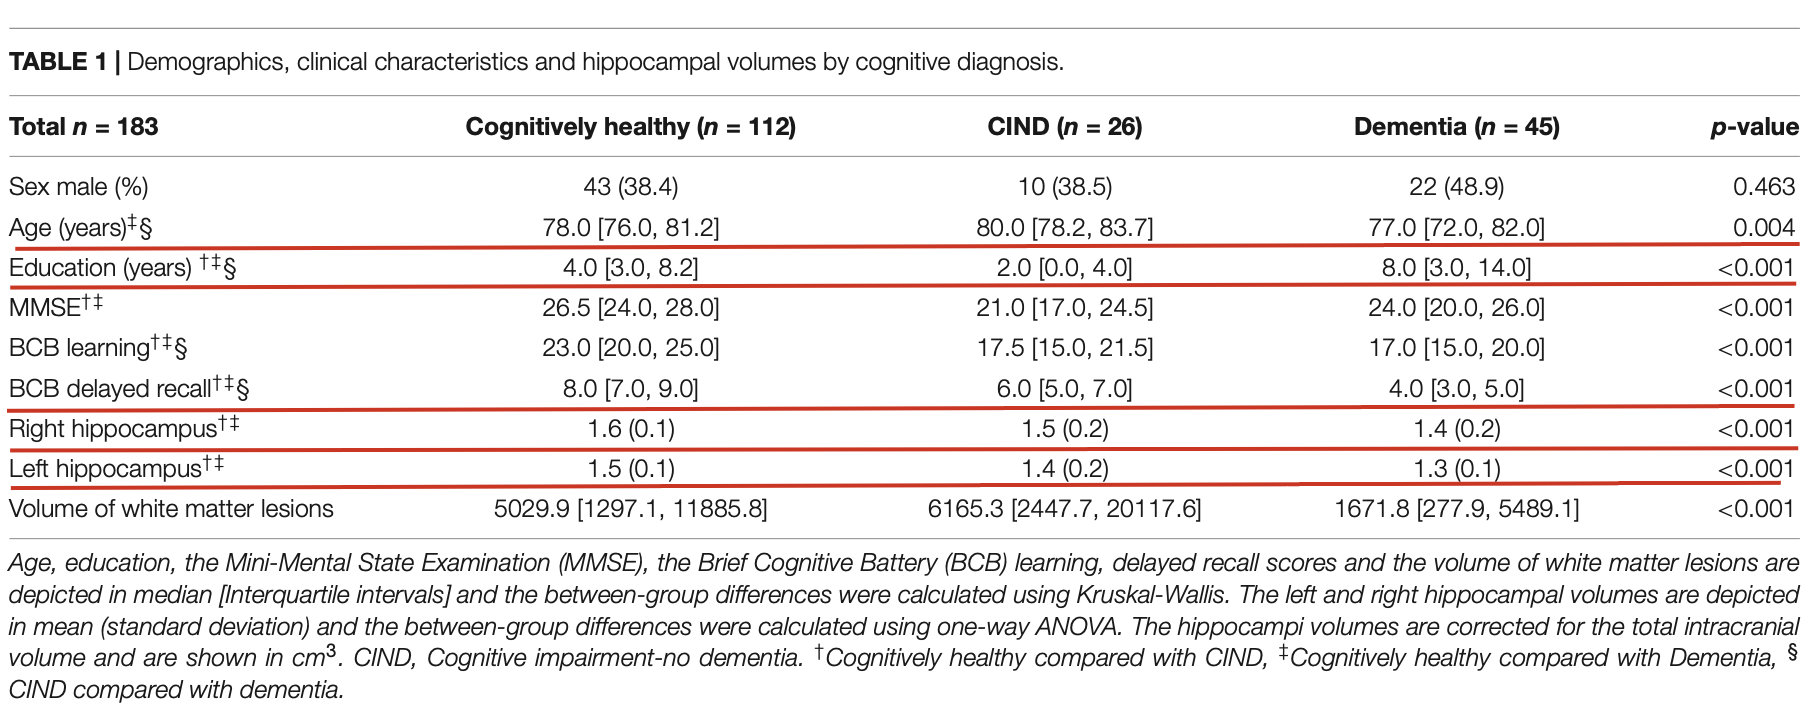 TABLE 1 | Demographics, clinical characteristics and hippocampal volumes by cognitive diagnosis.
Total n = 183 Cognitively healthy (n = 112) CIND (n = 26) Dementia (n = 45) p-value
Sex male (%) 43 (38.4) 10 (38.5) 22 (48.9) 0.463
Age (years)‡§ 78.0 [76.0, 81.2] 80.0 [78.2, 83.7] 77.0 [72.0, 82.0] 0.004
Education (years) †‡§ 4.0 [3.0, 8.2] 2.0 [0.0, 4.0] 8.0 [3.0, 14.0] <0.001
MMSE†‡ 26.5 [24.0, 28.0] 21.0 [17.0, 24.5] 24.0 [20.0, 26.0] <0.001
BCB learning†‡§ 23.0 [20.0, 25.0] 17.5 [15.0, 21.5] 17.0 [15.0, 20.0] <0.001
BCB delayed recall†‡§ 8.0 [7.0, 9.0] 6.0 [5.0, 7.0] 4.0 [3.0, 5.0] <0.001
Right hippocampus†‡ 1.6 (0.1) 1.5 (0.2) 1.4 (0.2) <0.001
Left hippocampus†‡ 1.5 (0.1) 1.4 (0.2) 1.3 (0.1) <0.001
Volume of white matter lesions 5029.9 [1297.1, 11885.8] 6165.3 [2447.7, 20117.6] 1671.8 [277.9, 5489.1] <0.001
Age, education, the Mini-Mental State Examination (MMSE), the Brief Cognitive Battery (BCB) learning, delayed recall scores and the volume of white matter lesions are
depicted in median [Interquartile intervals] and the between-group differences were calculated using Kruskal-Wallis. The left and right hippocampal volumes are depicted
in mean (standard deviation) and the between-group differences were calculated using one-way ANOVA. The hippocampi volumes are corrected for the total intracranial
volume and are shown in cm³. CIND, Cognitive impairment-no dementia. †Cognitively healthy compared with CIND, ‡Cognitively healthy compared with Dementia, §
CIND compared with dementia.